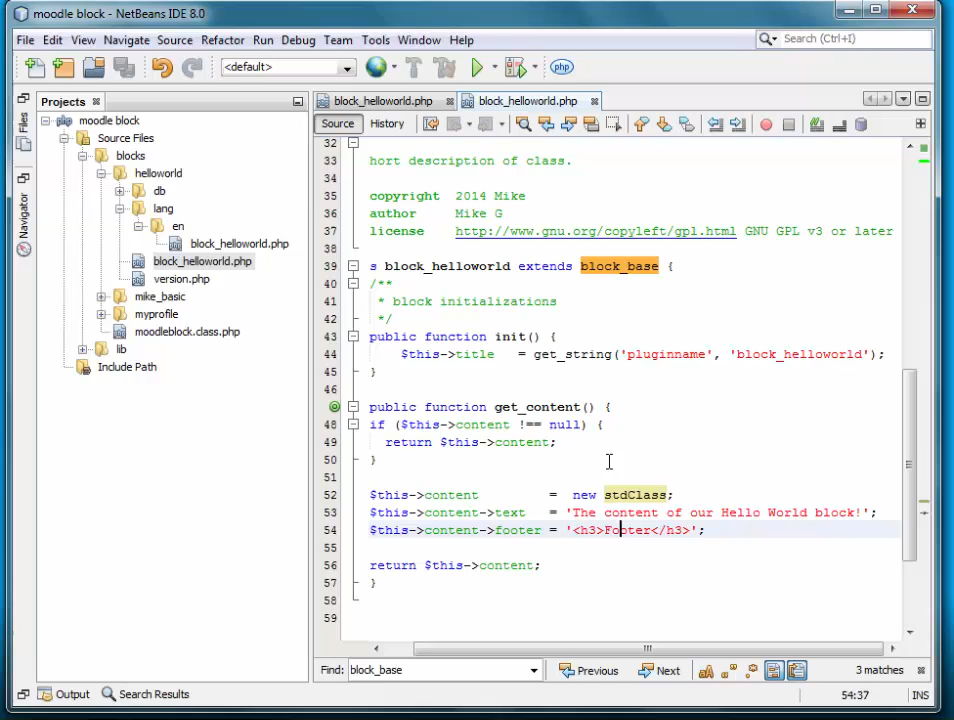 moodle block - NetBeans IDE 8.0
File Edit View Navigate Source Refactor Run Debug Team Tools Window Help
Search (Ctrl+I)
<default>
php
Projects
block_helloworld.php
block_helloworld.php
Source History
Files
Navigator
moodle block
Source Files
blocks
helloworld
db
lang
en
block_helloworld.php
block_helloworld.php
version.php
mike_basic
myprofile
moodleblock.class.php
lib
Include Path
32
33 hort description of class.
34
35 copyright 2014 Mike
36 author Mike G
37 license http://www.gnu.org/copyleft/gpl.html GNU GPL v3 or later
38
39 s block_helloworld extends block_base {
40 /**
41 * block initializations
42 */
43 public function init() {
44 $this->title = get_string('pluginname', 'block_helloworld');
45 }
46
public function get_content() {
48 if ($this->content !== null) {
49 return $this->content;
50 }
51
52 $this->content = new stdClass;
53 $this->content->text = 'The content of our Hello World block!';
54 $this->content->footer = '<h3>Footer</h3>';
55
56 return $this->content;
57 }
58
59
Find: block_base Previous Next 3 matches
Output Search Results 54:37 INS